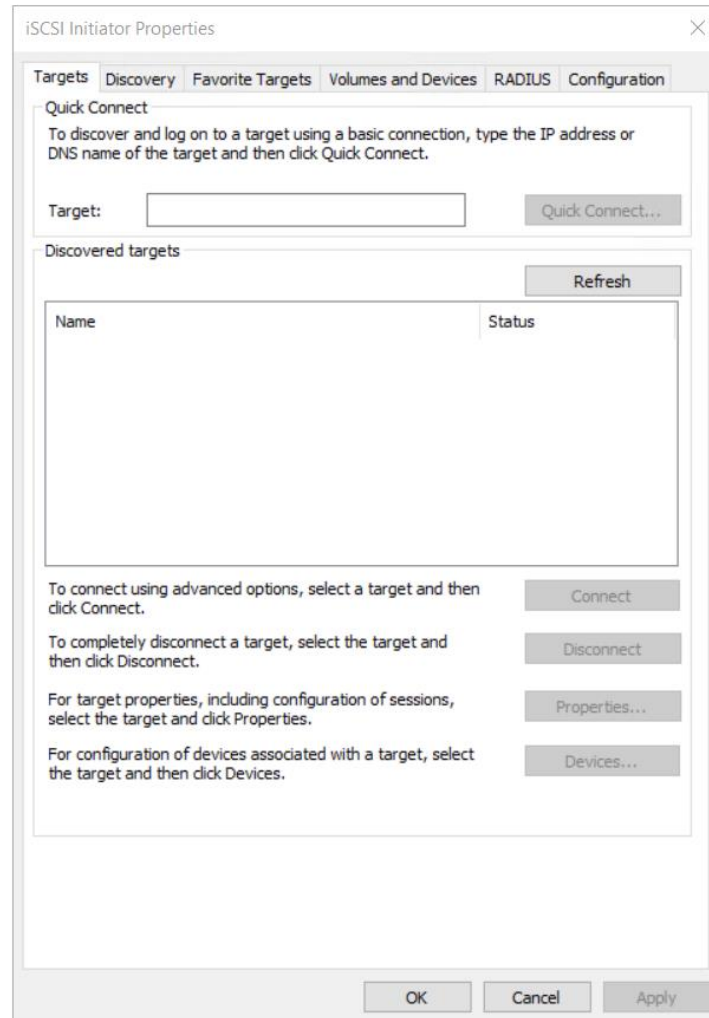 iSCSI Initiator Properties
Targets Discovery Favorite Targets Volumes and Devices RADIUS Configuration
Quick Connect
To discover and log on to a target using a basic connection, type the IP address or
DNS name of the target and then click Quick Connect.
Target: Quick Connect...
Discovered targets
Refresh
Name Status
To connect using advanced options, select a target and then
click Connect.
Connect
To completely disconnect a target, select the target and
then click Disconnect.
Disconnect
For target properties, including configuration of sessions,
select the target and click Properties.
Properties...
For configuration of devices associated with a target, select
the target and then click Devices.
Devices...
OK Cancel Apply